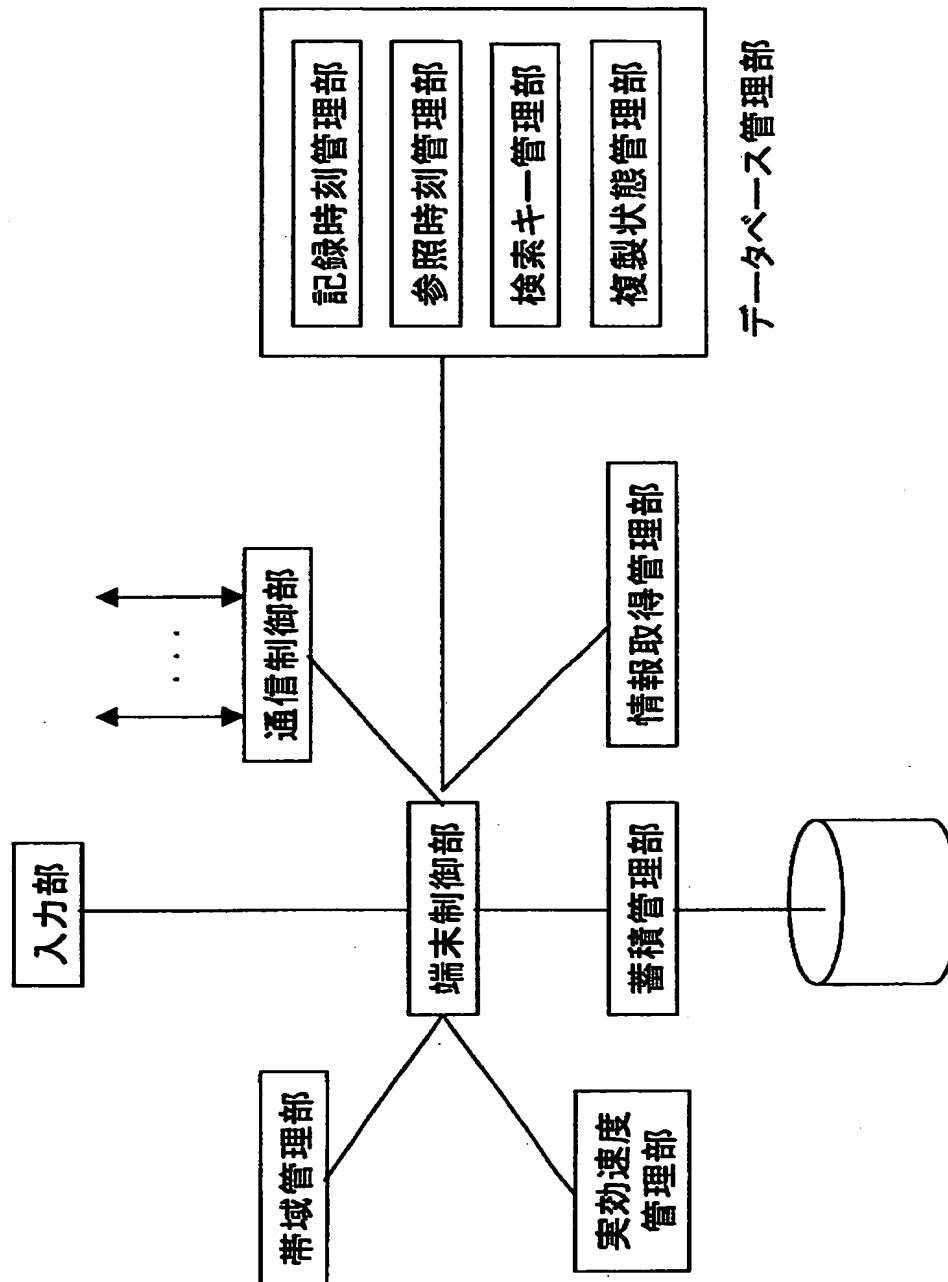 入力部
帯域管理部
通信制御部
. . .
端末制御部
実効速度
管理部
蓄積管理部
情報取得管理部
記録時刻管理部
参照時刻管理部
検索キー管理部
複製状態管理部
データベース管理部